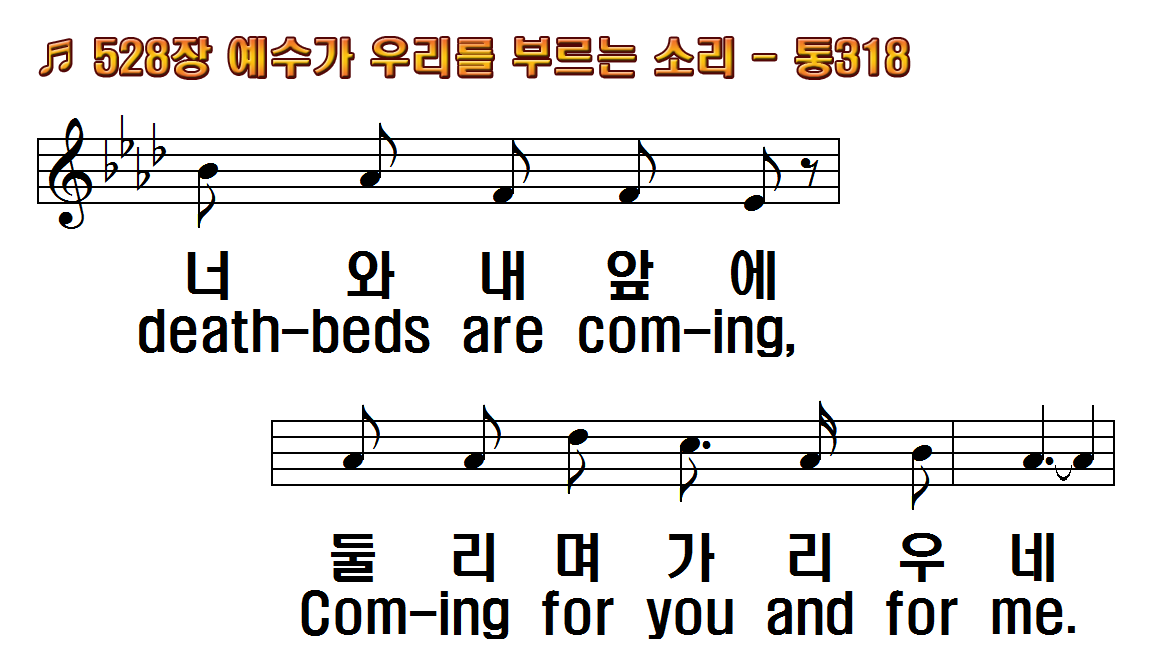 ♬ 528장 예수가 우리를 부르는 소리 - 통318
너 와 내 앞 에
death-beds are com-ing,
둘 리 며 가 리 우 네
Com-ing for you and for me.